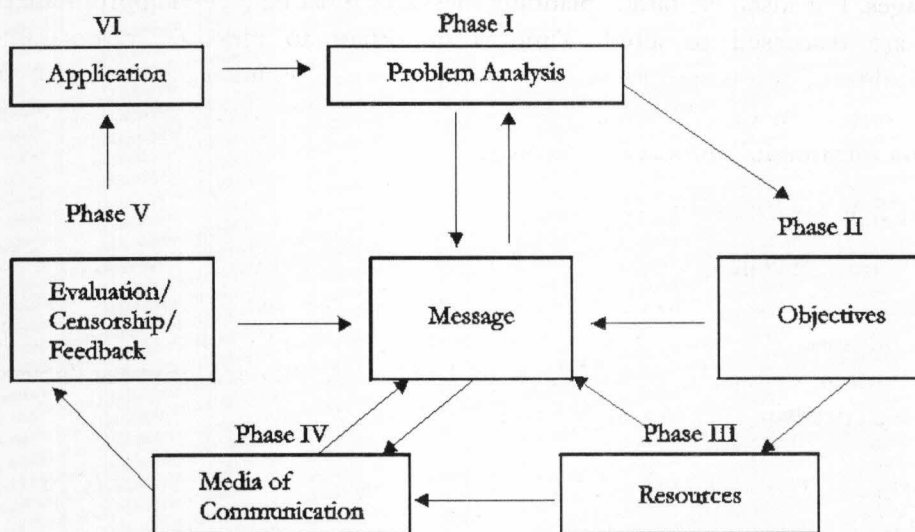 VI
Phase I
Application
Problem Analysis
Phase V
Phase II
Evaluation/
Censorship/
Feedback
Message
Objectives
Phase IV
Phase III
Media of
Communication
Resources